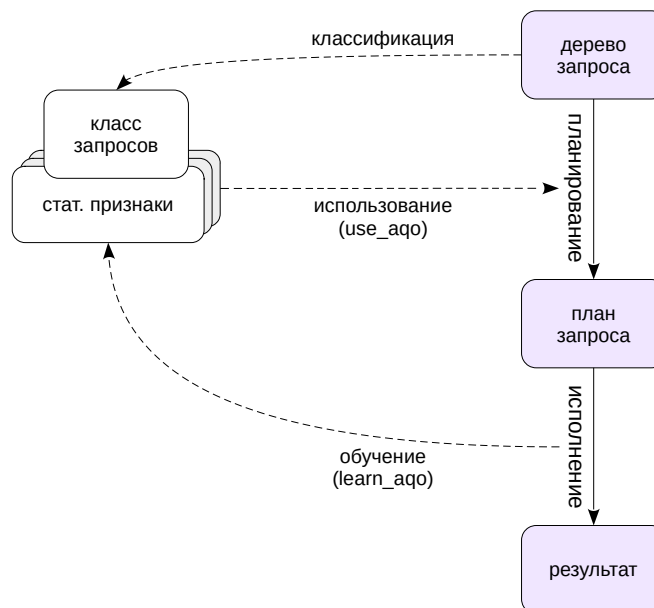 классификация
дерево
запроса
класс
запросов
стат. признаки
использование
(use_aqo)
планирование
план
запроса
обучение
(learn_aqo)
исполнение
результат